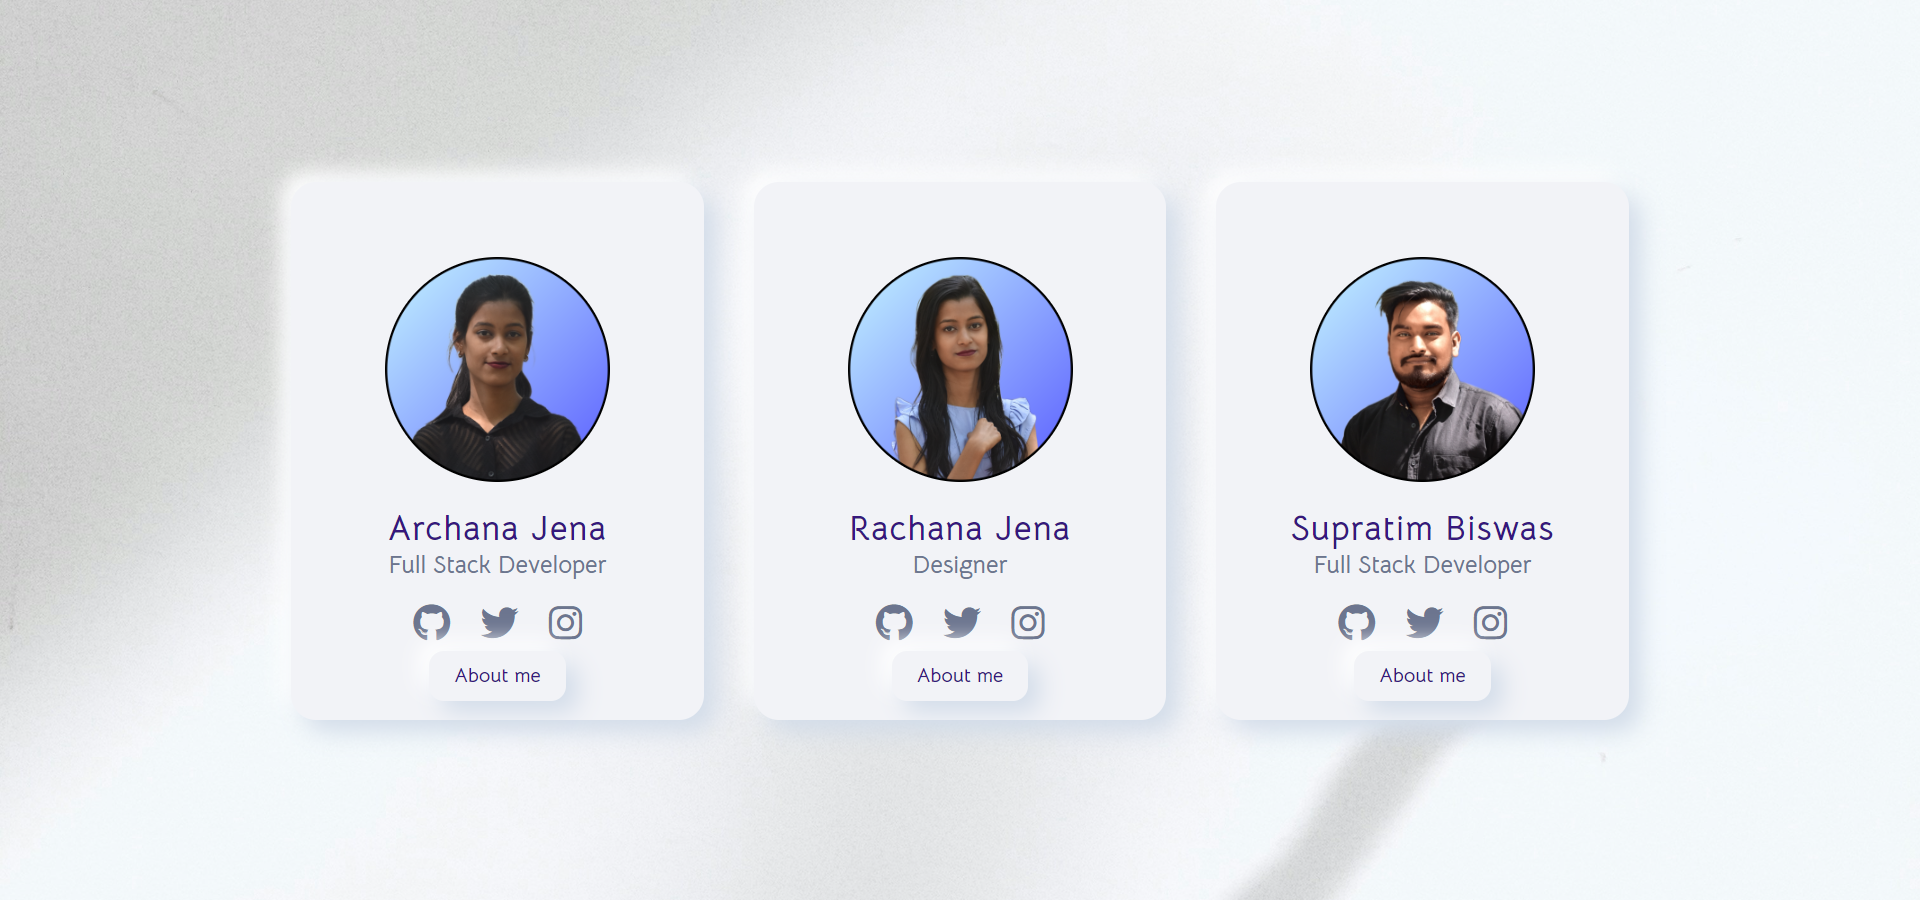 Archana Jena
Full Stack Developer
About me
Rachana Jena
Designer
About me
Supratim Biswas
Full Stack Developer
About me